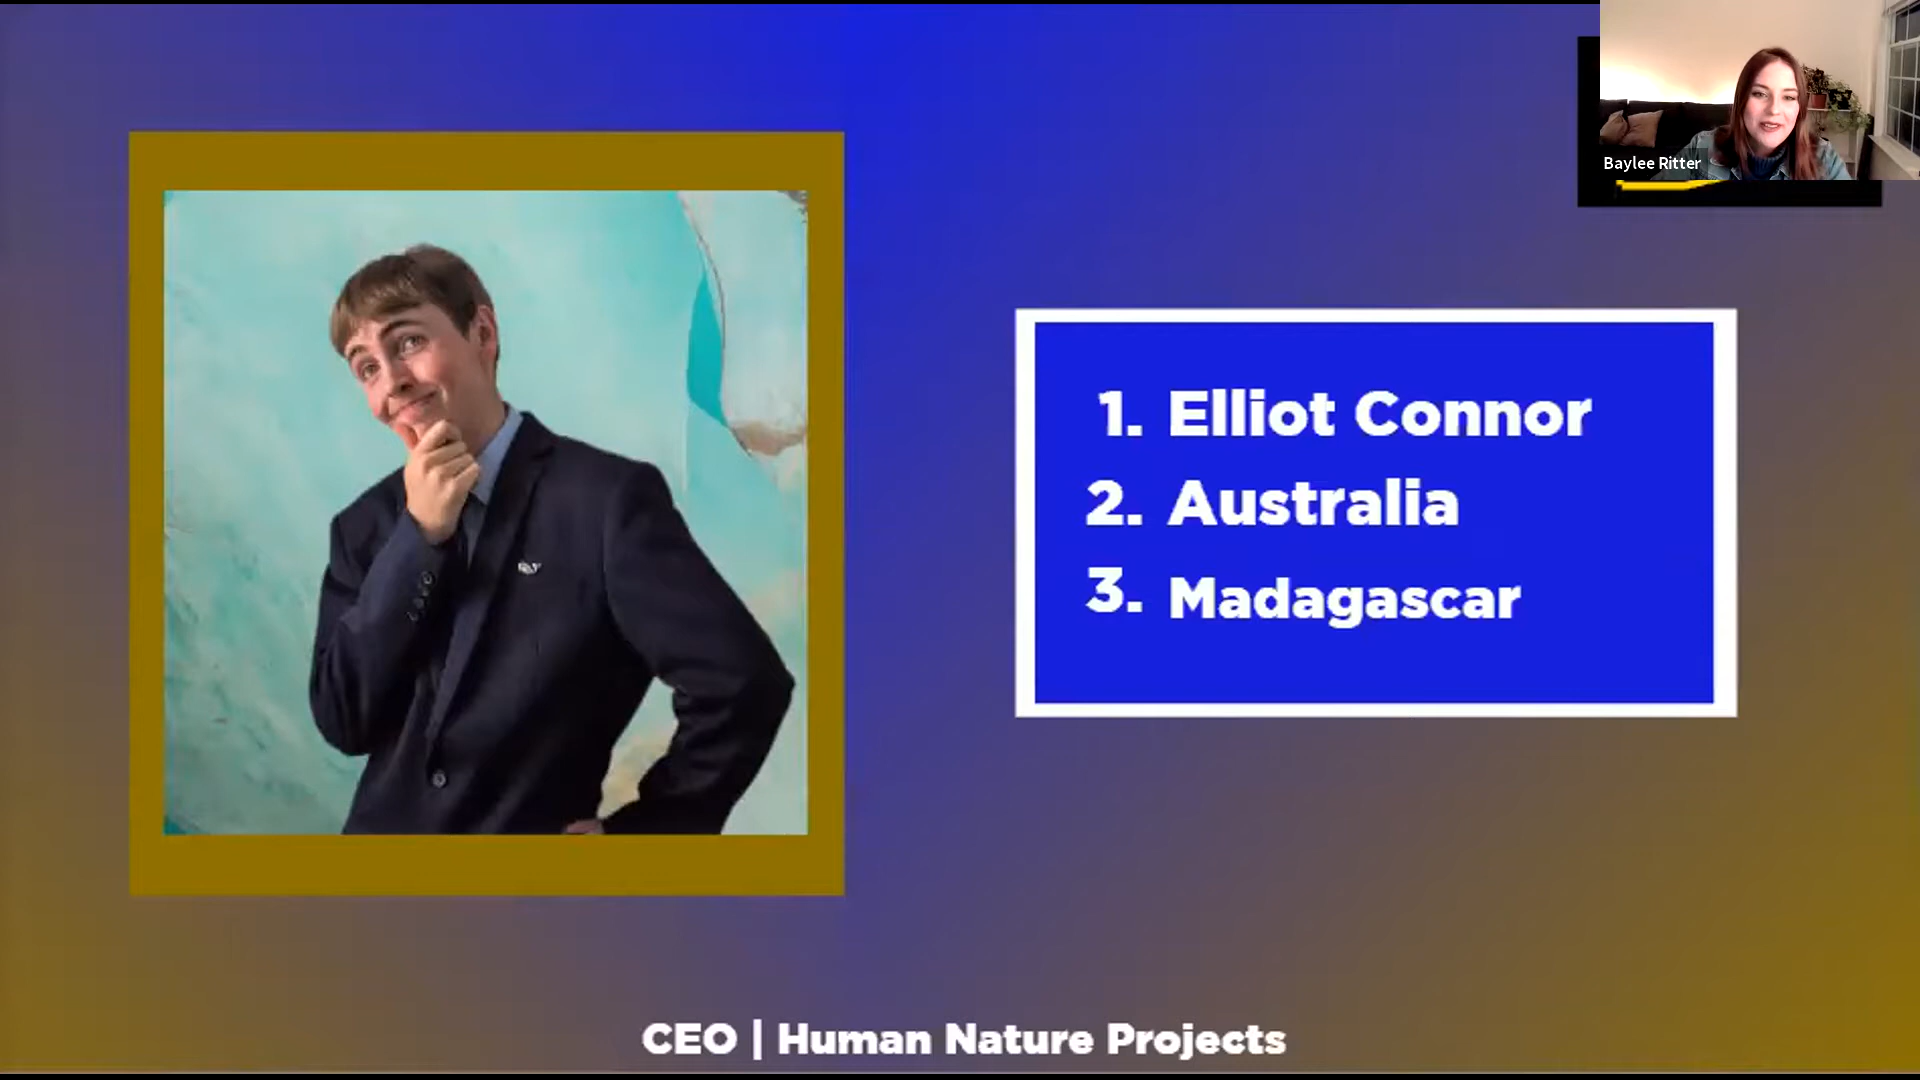 Baylee Ritter
1. Elliot Connor
2. Australia
3. Madagascar
CEO | Human Nature Projects